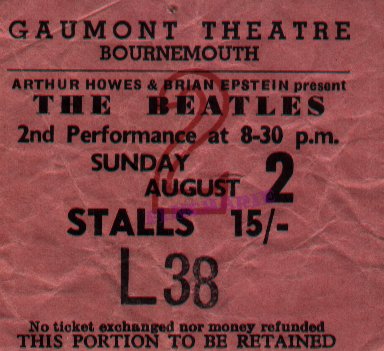 GAUMONT THEATRE
BOURNEMOUTH
ARTHUR HOWES & BRIAN EPSTEIN present
THE BEATLES
2nd Performance at 8-30 p.m.
2
SUNDAY
AUGUST 2
STALLS 15/-
L38
No ticket exchanged nor money refunded
THIS PORTION TO BE RETAINED